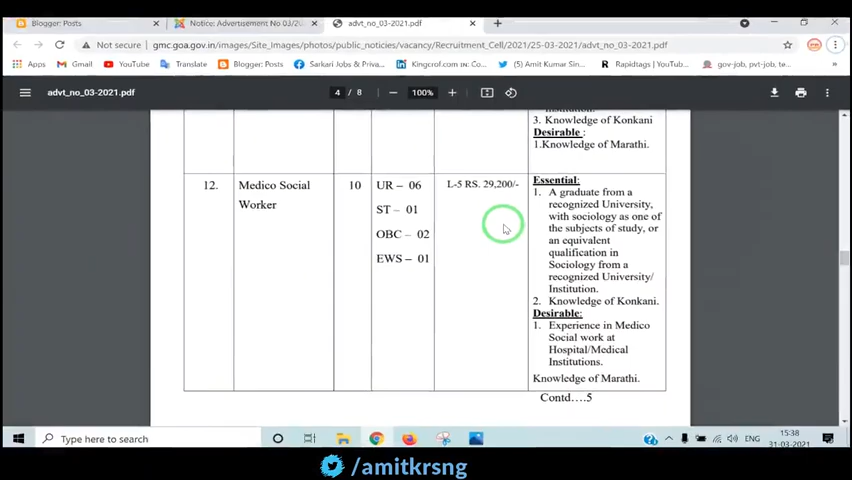 Blogger: Posts
Notice: Advertisement No 03/20
advt_no_03-2021.pdf
Not secure
gmc.goa.gov.in/images/Site_Images/photos/public_noticies/vacancy/Recruitment_Cell/2021/25-03-2021/advt_no_03-2021.pdf
Apps
Gmail
YouTube
Translate
Blogger: Posts
Sarkari Jobs & Priva...
Kingcrof.com | Twit...
(5) Amit Kumar Sin...
Rapidtags | YouTub...
gov-job, pvt-job, te...
advt_no_03-2021.pdf
4 / 8
100%
Institution.
3. Knowledge of Konkani
Desirable :
1.Knowledge of Marathi.
12.
Medico Social
Worker
10
UR – 06
ST – 01
OBC – 02
EWS – 01
L-5 RS. 29,200/-
Essential:
1. A graduate from a
recognized University,
with sociology as one of
the subjects of study, or
an equivalent
qualification in
Sociology from a
recognized University/
Institution.
2. Knowledge of Konkani.
Desirable:
1. Experience in Medico
Social work at
Hospital/Medical
Institutions.
Knowledge of Marathi.
Contd….5
Type here to search
ENG
15:38
31-03-2021
/amitkrsng